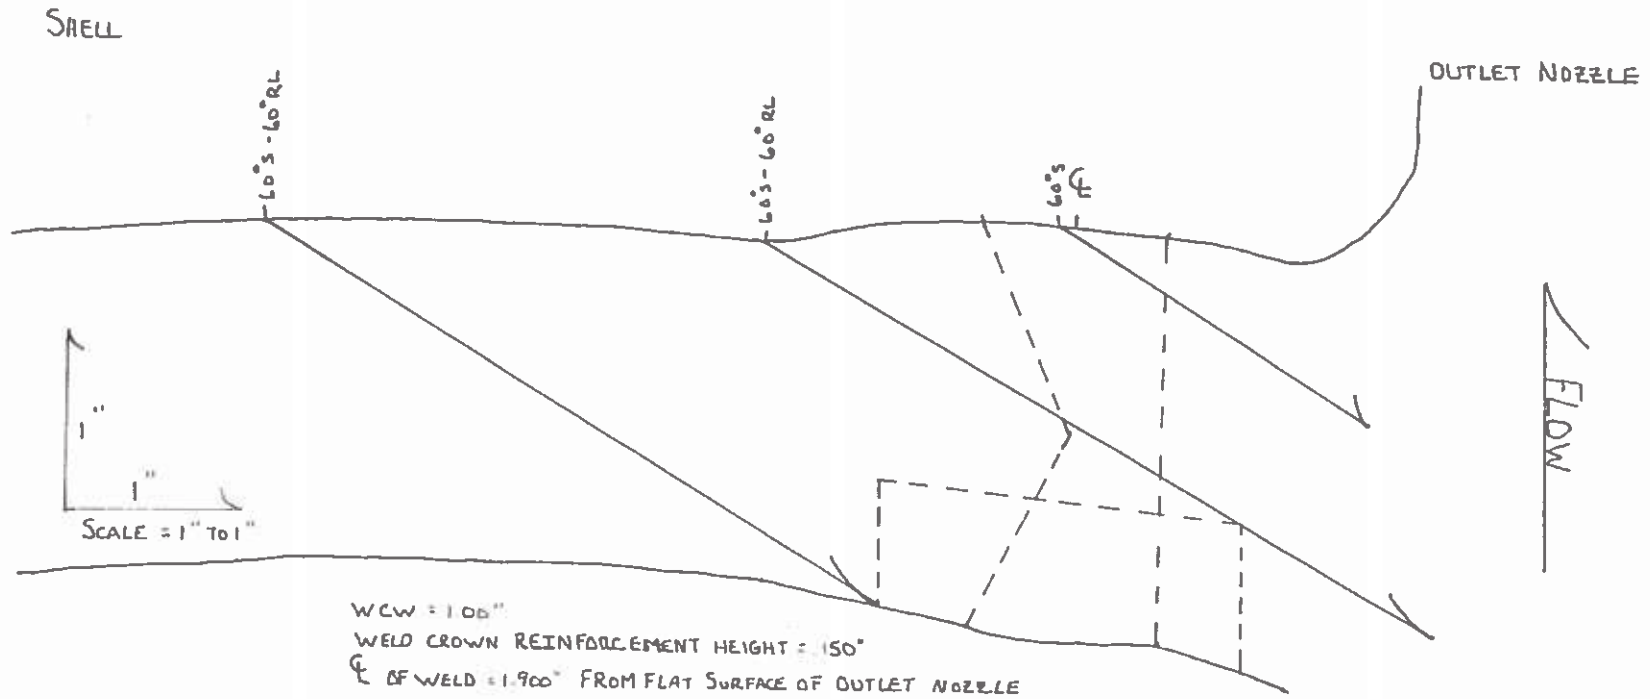 SHELL
OUTLET NOZZLE
60°S - 60°RL
60°S - 60°RL
60°S
℄
1"
1"
SCALE = 1" TO 1"
FLOW
WCW = 1.00"
WELD CROWN REINFORCEMENT HEIGHT = .150"
℄ OF WELD = 1.900" FROM FLAT SURFACE OF OUTLET NOZZLE